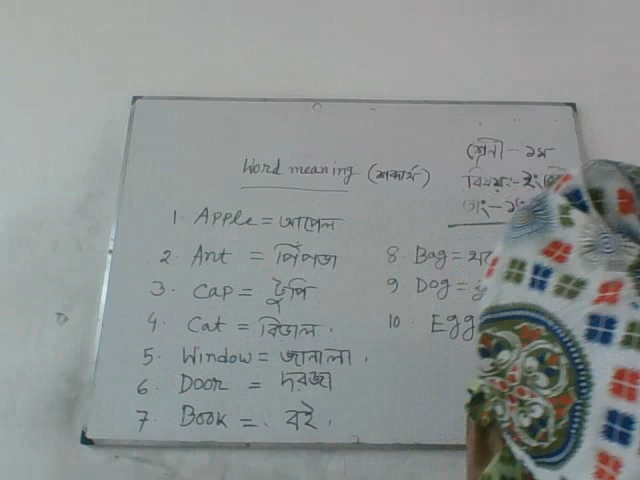 Word meaning (শব্দার্থ)
শ্রেনী - ১ম
বিষয়:-
তাং-
1. Apple = আপেল
2. Ant = পিঁপড়া
3. Cap = টুপি
4. Cat = বিড়াল.
5. Window = জানালা.
6. Door = দরজা
7. Book = বই.
8. Bag =
9 Dog =
10. Egg